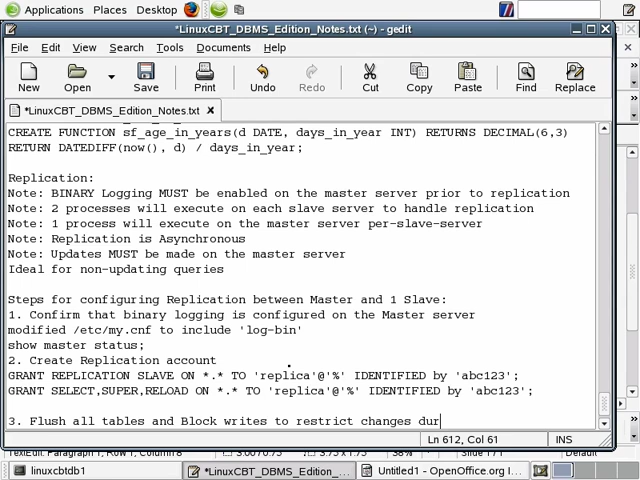 Applications Places Desktop
*LinuxCBT_DBMS_Edition_Notes.txt (~) - gedit
File Edit View Search Tools Documents Help
New Open Save Print Undo Redo Cut Copy Paste Find Replace
*LinuxCBT_DBMS_Edition_Notes.txt x
CREATE FUNCTION sf_age_in_years(d DATE, days_in_year INT) RETURNS DECIMAL(6,3)
RETURN DATEDIFF(now(), d) / days_in_year;
Replication:
Note: BINARY Logging MUST be enabled on the master server prior to replication
Note: 2 processes will execute on each slave server to handle replication
Note: 1 process will execute on the master server per-slave-server
Note: Replication is Asynchronous
Note: Updates MUST be made on the master server
Ideal for non-updating queries
Steps for configuring Replication between Master and 1 Slave:
1. Confirm that binary logging is configured on the Master server
modified /etc/my.cnf to include 'log-bin'
show master status;
2. Create Replication account
GRANT REPLICATION SLAVE ON *.* TO 'replica'@'%' IDENTIFIED by 'abc123';
GRANT SELECT,SUPER,RELOAD ON *.* TO 'replica'@'%' IDENTIFIED by 'abc123';
3. Flush all tables and Block writes to restrict changes dur
Ln 612, Col 61 INS
linuxcbtdb1 *LinuxCBT_DBMS_Edition_... Untitled1 - OpenOffice.org I...